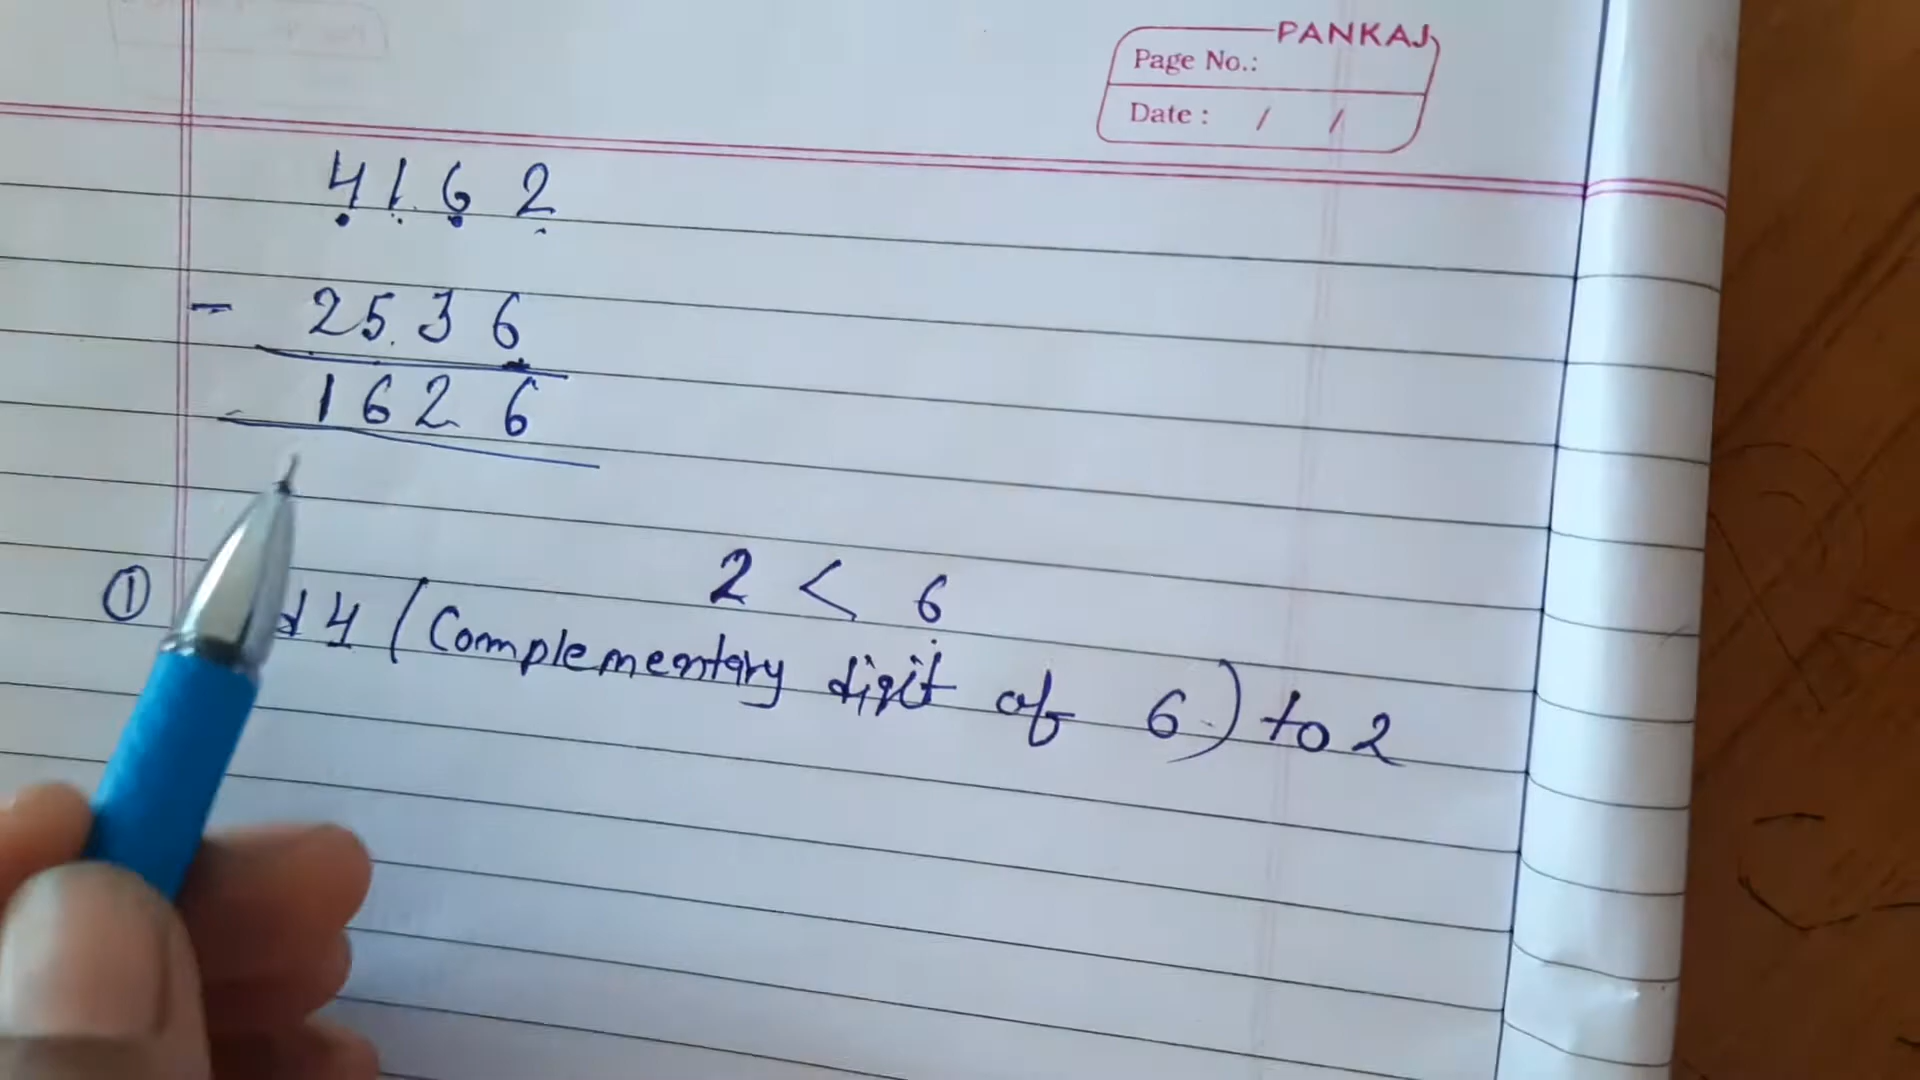 PANKAJ
Page No.:
Date : / /
4162
- 2536
1626
2 < 6
① 4 (Complementary digit of 6) to 2